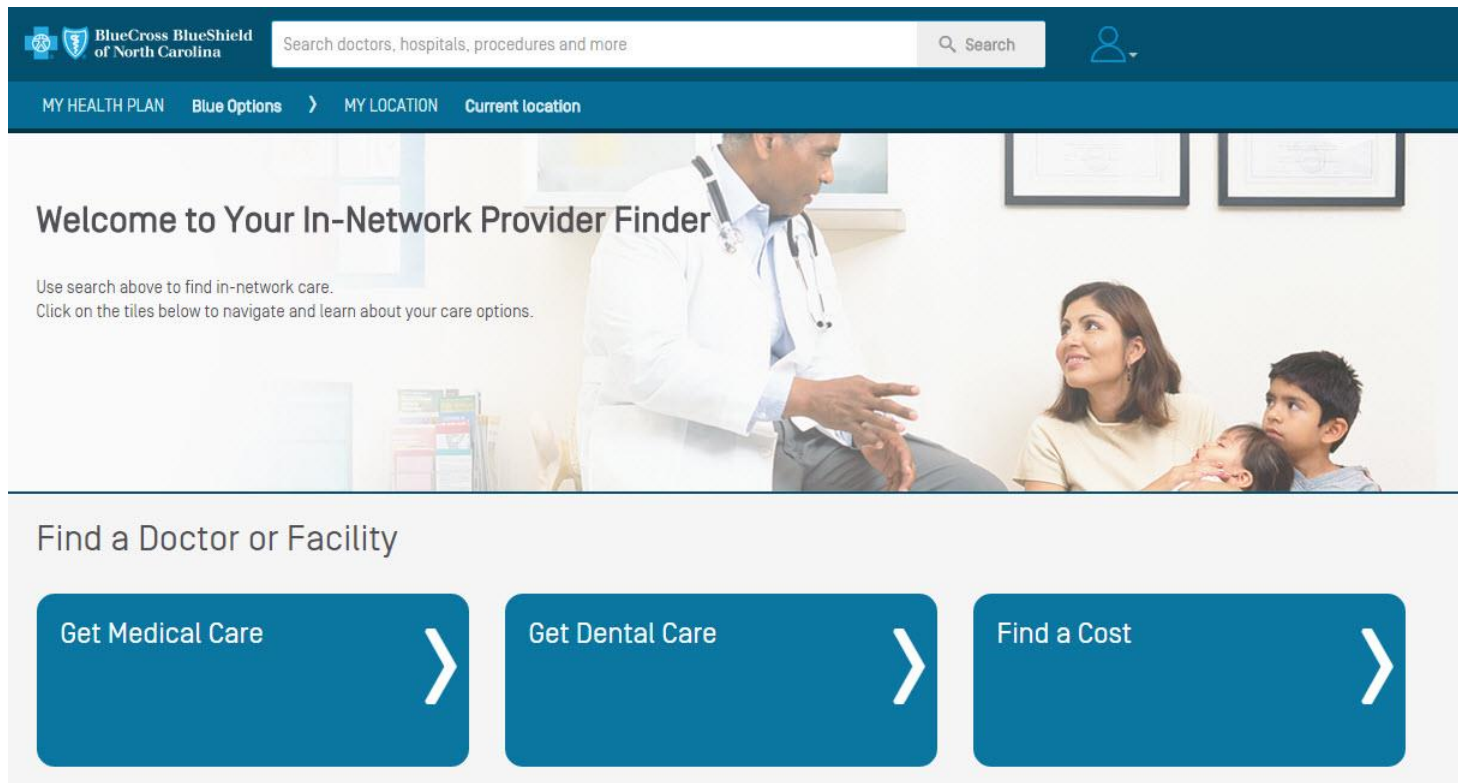 BlueCross BlueShield
of North Carolina
Search doctors, hospitals, procedures and more
Search
MY HEALTH PLAN Blue Options > MY LOCATION Current location
Welcome to Your In-Network Provider Finder
Use search above to find in-network care.
Click on the tiles below to navigate and learn about your care options.
Find a Doctor or Facility
Get Medical Care
Get Dental Care
Find a Cost